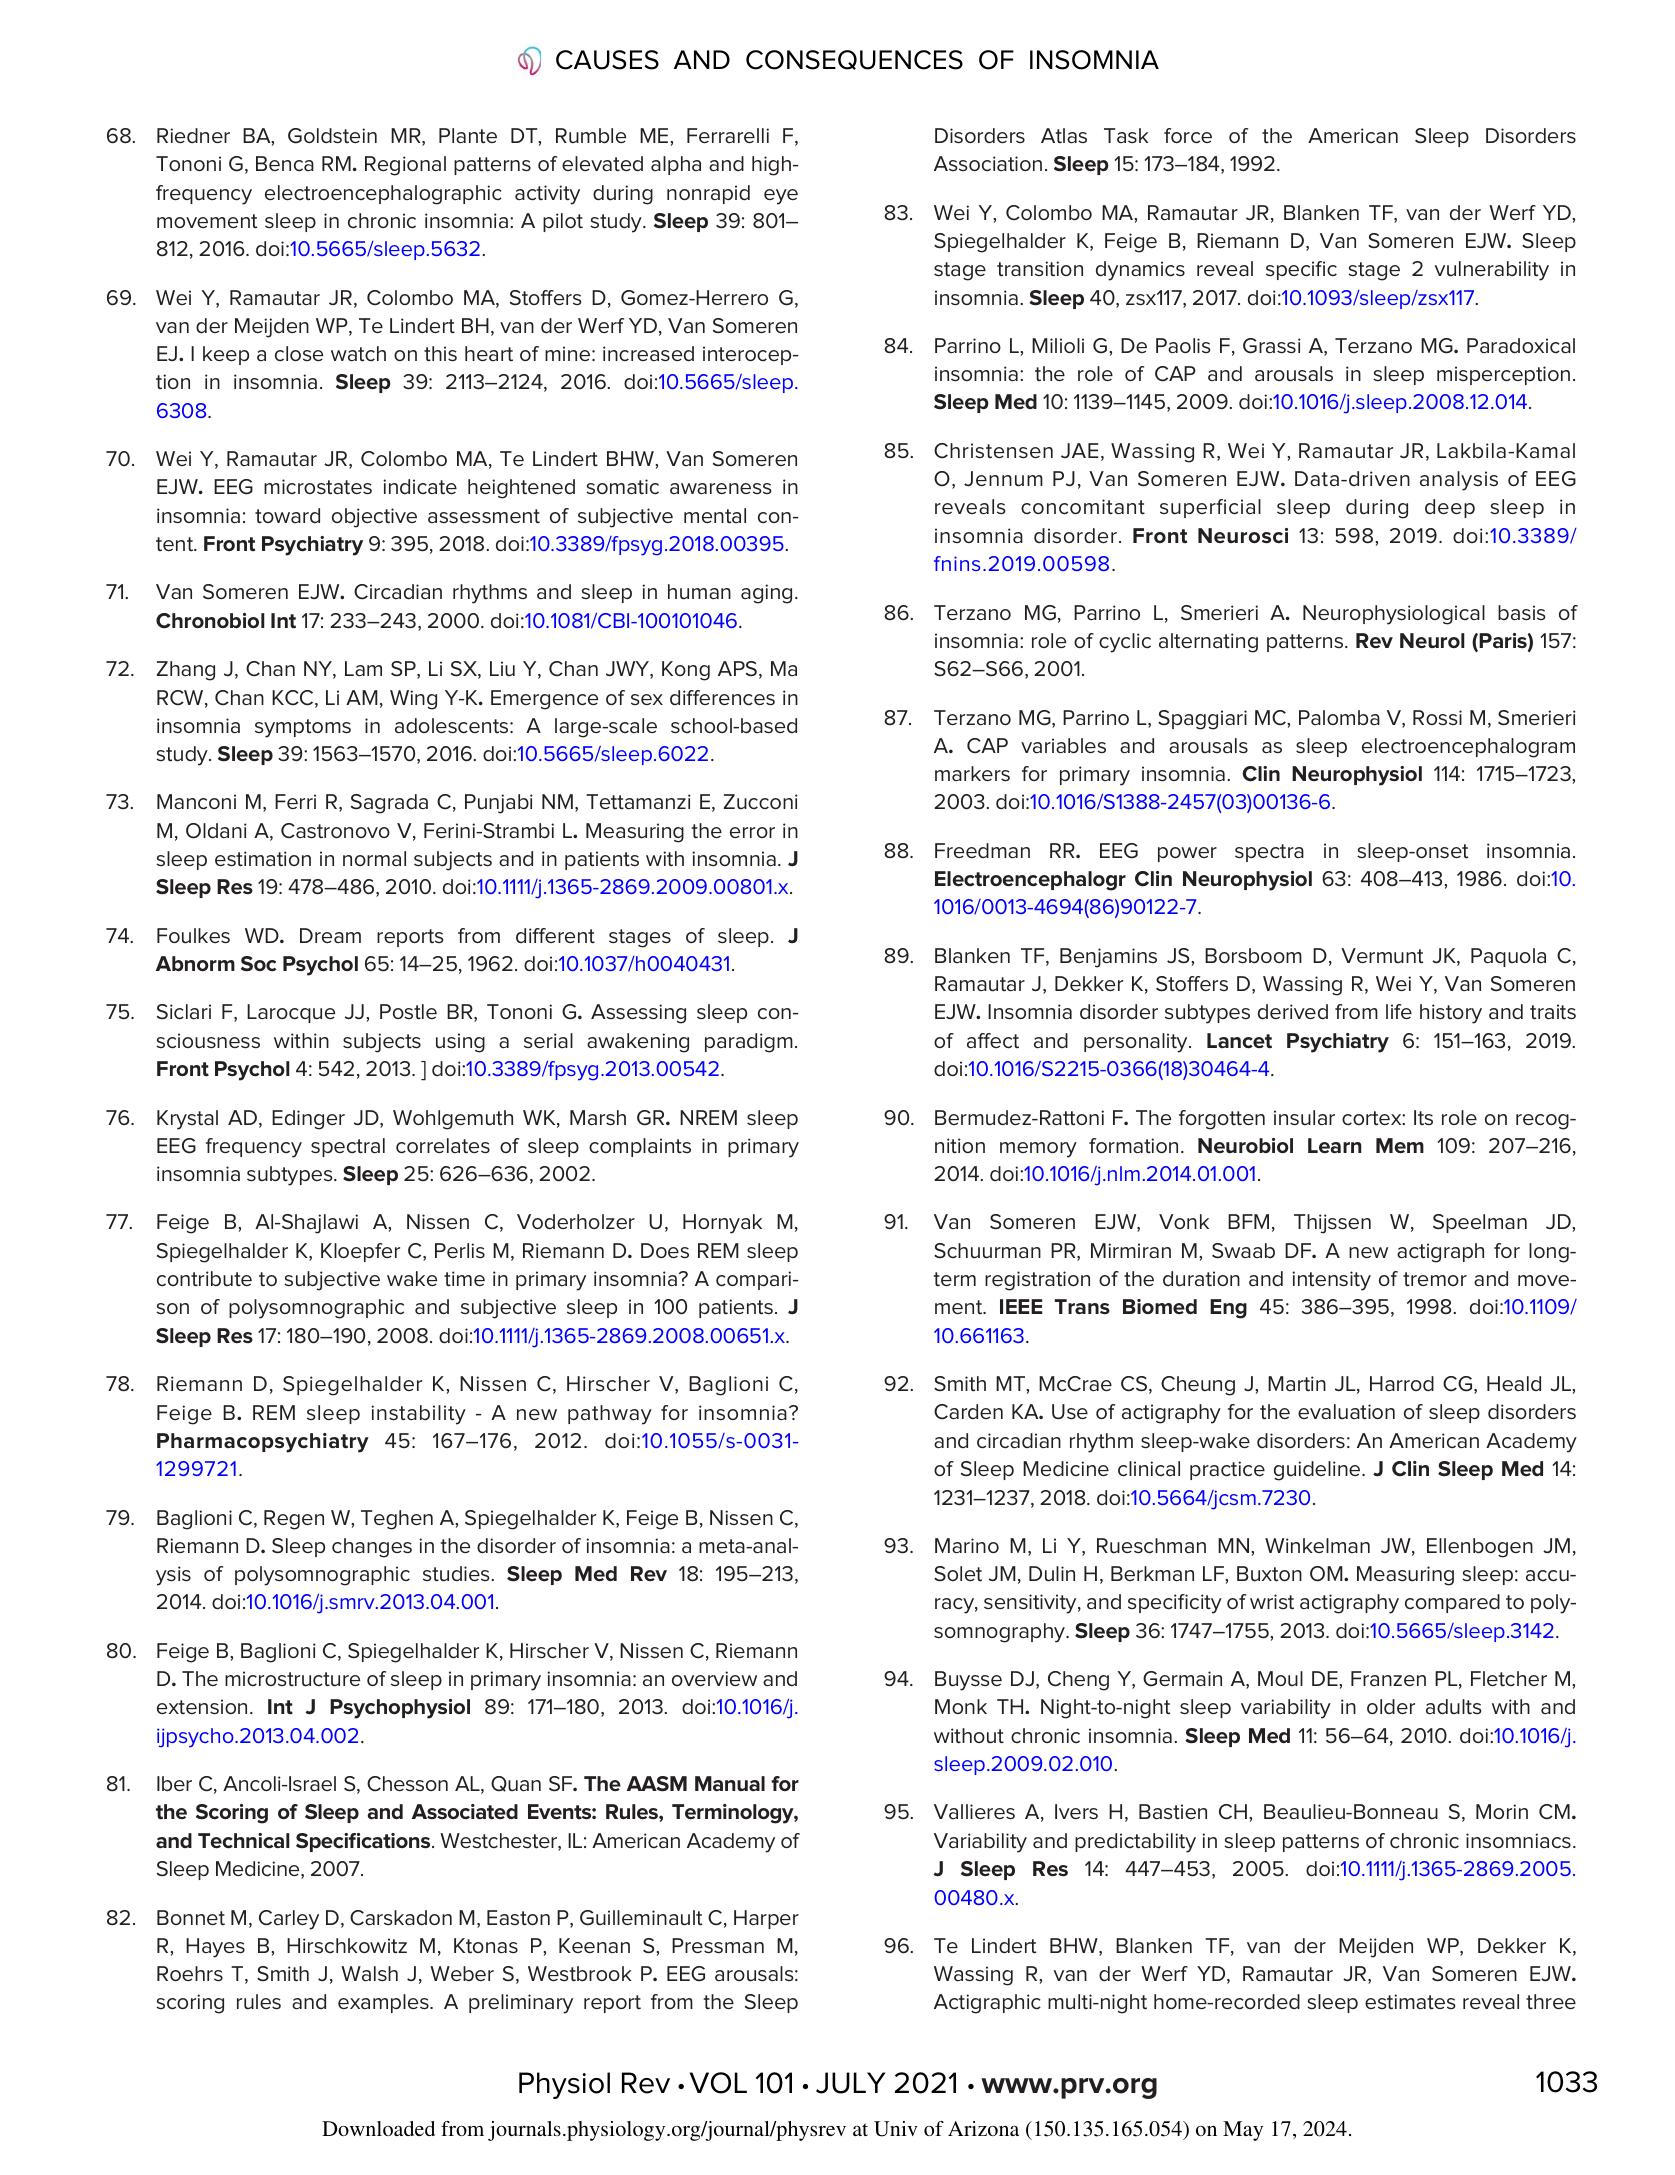 CAUSES AND CONSEQUENCES OF INSOMNIA
68. Riedner BA, Goldstein MR, Plante DT, Rumble ME, Ferrarelli F,
Tononi G, Benca RM. Regional patterns of elevated alpha and high-
frequency electroencephalographic activity during nonrapid eye
movement sleep in chronic insomnia: A pilot study. Sleep 39: 801–
812, 2016. doi:10.5665/sleep.5632.
69. Wei Y, Ramautar JR, Colombo MA, Stoffers D, Gomez-Herrero G,
van der Meijden WP, Te Lindert BH, van der Werf YD, Van Someren
EJ. I keep a close watch on this heart of mine: increased interocep-
tion in insomnia. Sleep 39: 2113–2124, 2016. doi:10.5665/sleep.
6308.
70. Wei Y, Ramautar JR, Colombo MA, Te Lindert BHW, Van Someren
EJW. EEG microstates indicate heightened somatic awareness in
insomnia: toward objective assessment of subjective mental con-
tent. Front Psychiatry 9: 395, 2018. doi:10.3389/fpsyg.2018.00395.
71. Van Someren EJW. Circadian rhythms and sleep in human aging.
Chronobiol Int 17: 233–243, 2000. doi:10.1081/CBI-100101046.
72. Zhang J, Chan NY, Lam SP, Li SX, Liu Y, Chan JWY, Kong APS, Ma
RCW, Chan KCC, Li AM, Wing Y-K. Emergence of sex differences in
insomnia symptoms in adolescents: A large-scale school-based
study. Sleep 39: 1563–1570, 2016. doi:10.5665/sleep.6022.
73. Manconi M, Ferri R, Sagrada C, Punjabi NM, Tettamanzi E, Zucconi
M, Oldani A, Castronovo V, Ferini-Strambi L. Measuring the error in
sleep estimation in normal subjects and in patients with insomnia. J
Sleep Res 19: 478–486, 2010. doi:10.1111/j.1365-2869.2009.00801.x.
74. Foulkes WD. Dream reports from different stages of sleep. J
Abnorm Soc Psychol 65: 14–25, 1962. doi:10.1037/h0040431.
75. Siclari F, Larocque JJ, Postle BR, Tononi G. Assessing sleep con-
sciousness within subjects using a serial awakening paradigm.
Front Psychol 4: 542, 2013. ] doi:10.3389/fpsyg.2013.00542.
76. Krystal AD, Edinger JD, Wohlgemuth WK, Marsh GR. NREM sleep
EEG frequency spectral correlates of sleep complaints in primary
insomnia subtypes. Sleep 25: 626–636, 2002.
77. Feige B, Al-Shajlawi A, Nissen C, Voderholzer U, Hornyak M,
Spiegelhalder K, Kloepfer C, Perlis M, Riemann D. Does REM sleep
contribute to subjective wake time in primary insomnia? A compari-
son of polysomnographic and subjective sleep in 100 patients. J
Sleep Res 17: 180–190, 2008. doi:10.1111/j.1365-2869.2008.00651.x.
78. Riemann D, Spiegelhalder K, Nissen C, Hirscher V, Baglioni C,
Feige B. REM sleep instability - A new pathway for insomnia?
Pharmacopsychiatry 45: 167–176, 2012. doi:10.1055/s-0031-
1299721.
79. Baglioni C, Regen W, Teghen A, Spiegelhalder K, Feige B, Nissen C,
Riemann D. Sleep changes in the disorder of insomnia: a meta-anal-
ysis of polysomnographic studies. Sleep Med Rev 18: 195–213,
2014. doi:10.1016/j.smrv.2013.04.001.
80. Feige B, Baglioni C, Spiegelhalder K, Hirscher V, Nissen C, Riemann
D. The microstructure of sleep in primary insomnia: an overview and
extension. Int J Psychophysiol 89: 171–180, 2013. doi:10.1016/j.
ijpsycho.2013.04.002.
81. Iber C, Ancoli-Israel S, Chesson AL, Quan SF. The AASM Manual for
the Scoring of Sleep and Associated Events: Rules, Terminology,
and Technical Specifications. Westchester, IL: American Academy of
Sleep Medicine, 2007.
82. Bonnet M, Carley D, Carskadon M, Easton P, Guilleminault C, Harper
R, Hayes B, Hirschkowitz M, Ktonas P, Keenan S, Pressman M,
Roehrs T, Smith J, Walsh J, Weber S, Westbrook P. EEG arousals:
scoring rules and examples. A preliminary report from the Sleep
Disorders Atlas Task force of the American Sleep Disorders
Association. Sleep 15: 173–184, 1992.
83. Wei Y, Colombo MA, Ramautar JR, Blanken TF, van der Werf YD,
Spiegelhalder K, Feige B, Riemann D, Van Someren EJW. Sleep
stage transition dynamics reveal specific stage 2 vulnerability in
insomnia. Sleep 40, zsx117, 2017. doi:10.1093/sleep/zsx117.
84. Parrino L, Milioli G, De Paolis F, Grassi A, Terzano MG. Paradoxical
insomnia: the role of CAP and arousals in sleep misperception.
Sleep Med 10: 1139–1145, 2009. doi:10.1016/j.sleep.2008.12.014.
85. Christensen JAE, Wassing R, Wei Y, Ramautar JR, Lakbila-Kamal
O, Jennum PJ, Van Someren EJW. Data-driven analysis of EEG
reveals concomitant superficial sleep during deep sleep in
insomnia disorder. Front Neurosci 13: 598, 2019. doi:10.3389/
fnins.2019.00598.
86. Terzano MG, Parrino L, Smerieri A. Neurophysiological basis of
insomnia: role of cyclic alternating patterns. Rev Neurol (Paris) 157:
S62–S66, 2001.
87. Terzano MG, Parrino L, Spaggiari MC, Palomba V, Rossi M, Smerieri
A. CAP variables and arousals as sleep electroencephalogram
markers for primary insomnia. Clin Neurophysiol 114: 1715–1723,
2003. doi:10.1016/S1388-2457(03)00136-6.
88. Freedman RR. EEG power spectra in sleep-onset insomnia.
Electroencephalogr Clin Neurophysiol 63: 408–413, 1986. doi:10.
1016/0013-4694(86)90122-7.
89. Blanken TF, Benjamins JS, Borsboom D, Vermunt JK, Paquola C,
Ramautar J, Dekker K, Stoffers D, Wassing R, Wei Y, Van Someren
EJW. Insomnia disorder subtypes derived from life history and traits
of affect and personality. Lancet Psychiatry 6: 151–163, 2019.
doi:10.1016/S2215-0366(18)30464-4.
90. Bermudez-Rattoni F. The forgotten insular cortex: Its role on recog-
nition memory formation. Neurobiol Learn Mem 109: 207–216,
2014. doi:10.1016/j.nlm.2014.01.001.
91. Van Someren EJW, Vonk BFM, Thijssen W, Speelman JD,
Schuurman PR, Mirmiran M, Swaab DF. A new actigraph for long-
term registration of the duration and intensity of tremor and move-
ment. IEEE Trans Biomed Eng 45: 386–395, 1998. doi:10.1109/
10.661163.
92. Smith MT, McCrae CS, Cheung J, Martin JL, Harrod CG, Heald JL,
Carden KA. Use of actigraphy for the evaluation of sleep disorders
and circadian rhythm sleep-wake disorders: An American Academy
of Sleep Medicine clinical practice guideline. J Clin Sleep Med 14:
1231–1237, 2018. doi:10.5664/jcsm.7230.
93. Marino M, Li Y, Rueschman MN, Winkelman JW, Ellenbogen JM,
Solet JM, Dulin H, Berkman LF, Buxton OM. Measuring sleep: accu-
racy, sensitivity, and specificity of wrist actigraphy compared to poly-
somnography. Sleep 36: 1747–1755, 2013. doi:10.5665/sleep.3142.
94. Buysse DJ, Cheng Y, Germain A, Moul DE, Franzen PL, Fletcher M,
Monk TH. Night-to-night sleep variability in older adults with and
without chronic insomnia. Sleep Med 11: 56–64, 2010. doi:10.1016/j.
sleep.2009.02.010.
95. Vallieres A, Ivers H, Bastien CH, Beaulieu-Bonneau S, Morin CM.
Variability and predictability in sleep patterns of chronic insomniacs.
J Sleep Res 14: 447–453, 2005. doi:10.1111/j.1365-2869.2005.
00480.x.
96. Te Lindert BHW, Blanken TF, van der Meijden WP, Dekker K,
Wassing R, van der Werf YD, Ramautar JR, Van Someren EJW.
Actigraphic multi-night home-recorded sleep estimates reveal three
Physiol Rev • VOL 101 • JULY 2021 • www.prv.org
1033
Downloaded from journals.physiology.org/journal/physrev at Univ of Arizona (150.135.165.054) on May 17, 2024.